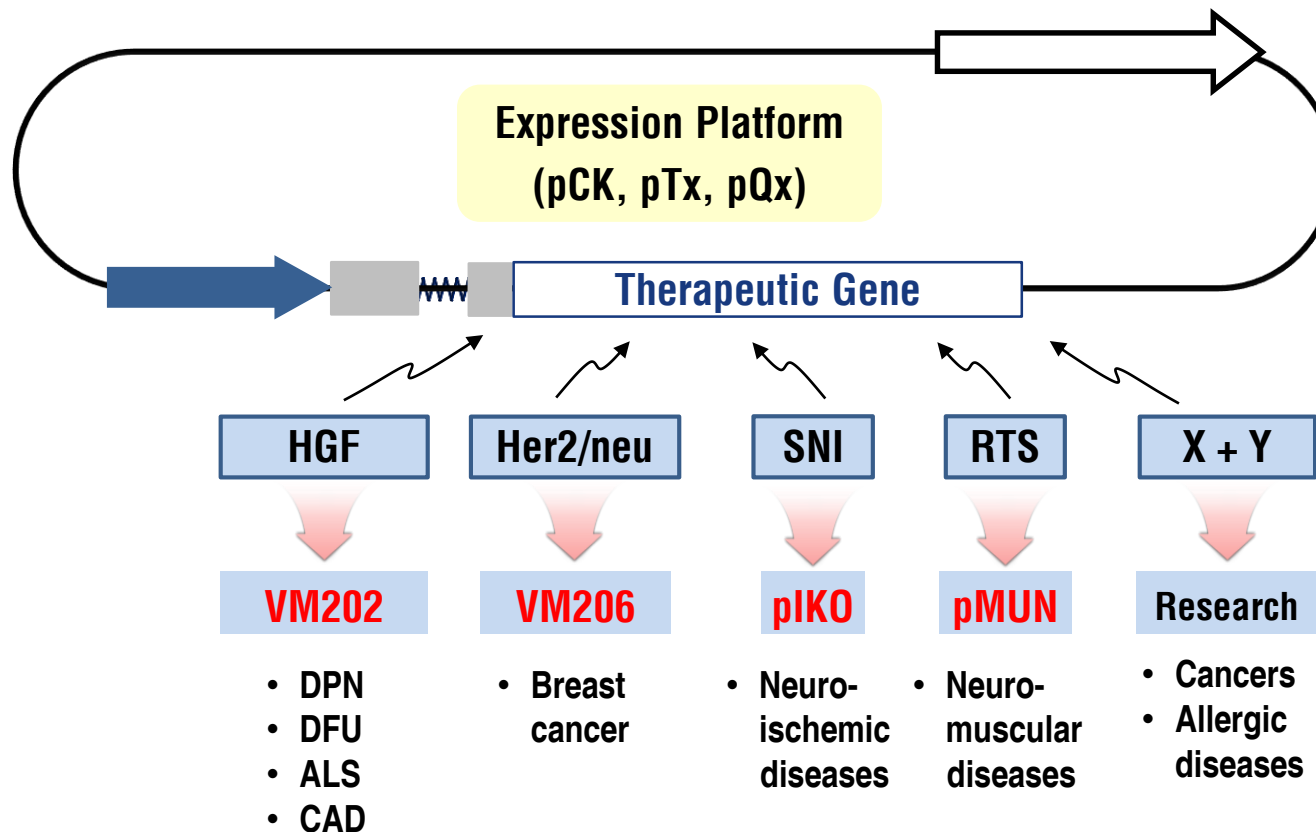 Expression Platform
(pCK, pTx, pQx)
Therapeutic Gene
HGF
Her2/neu
SNI
RTS
X + Y
VM202
VM206
pIKO
pMUN
Research
• DPN
• DFU
• ALS
• CAD
• Breast
cancer
• Neuro-
ischemic
diseases
• Neuro-
muscular
diseases
• Cancers
• Allergic
diseases